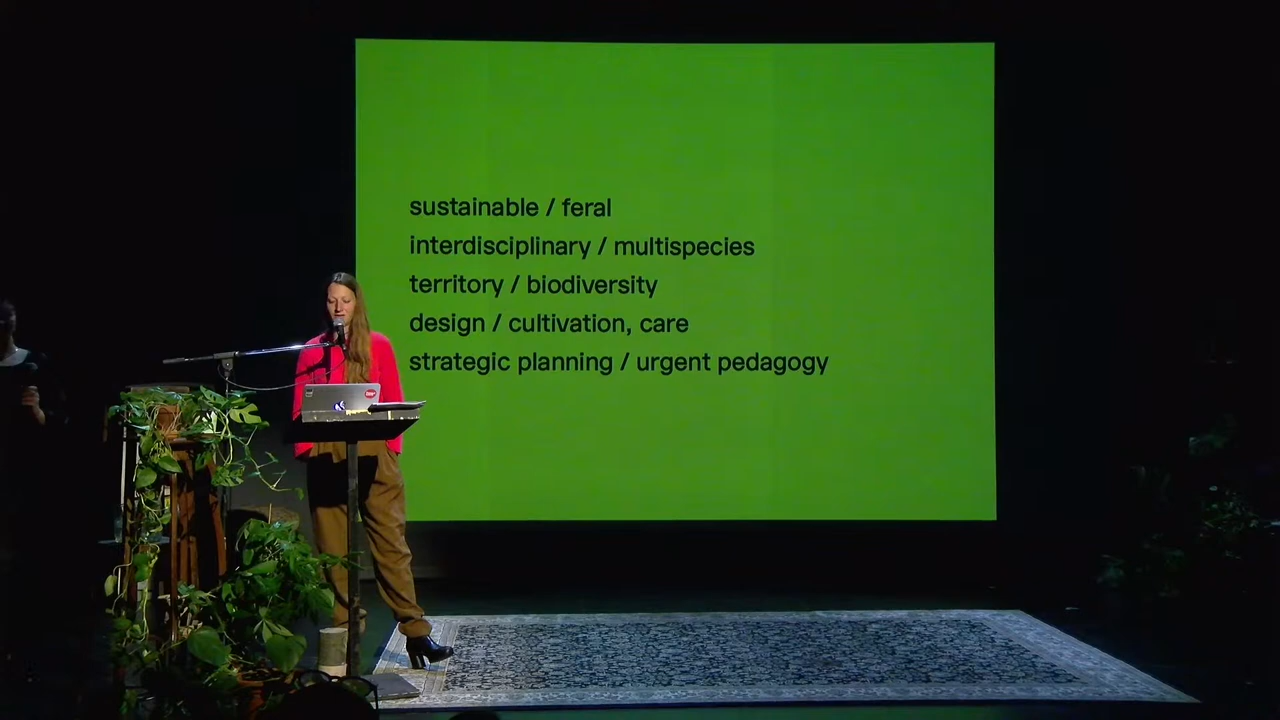 sustainable / feral
interdisciplinary / multispecies
territory / biodiversity
design / cultivation, care
strategic planning / urgent pedagogy